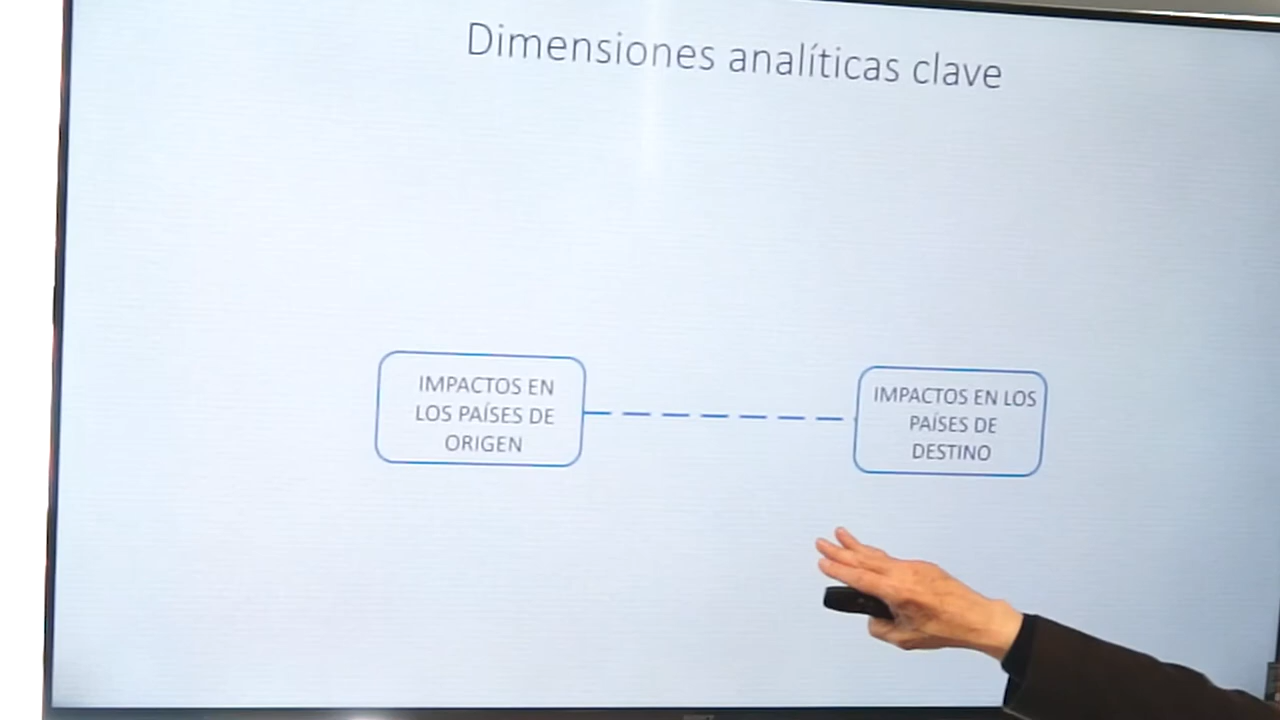 Dimensiones analíticas clave
IMPACTOS EN
LOS PAÍSES DE
ORIGEN
IMPACTOS EN LOS
PAÍSES DE
DESTINO